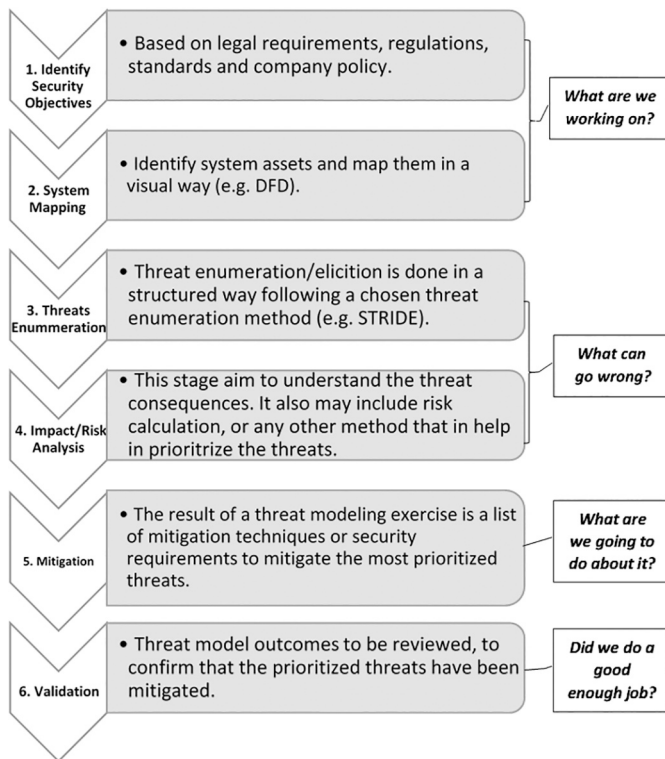 1. Identify
Security
Objectives
• Based on legal requirements, regulations,
standards and company policy.
What are we
working on?
2. System
Mapping
• Identify system assets and map them in a
visual way (e.g. DFD).
3. Threats
Enummeration
• Threat enumeration/elicition is done in a
structured way following a chosen threat
enumeration method (e.g. STRIDE).
What can
go wrong?
4. Impact/Risk
Analysis
• This stage aim to understand the threat
consequences. It also may include risk
calculation, or any other method that in help
in prioritrize the threats.
5. Mitigation
• The result of a threat modeling exercise is a list
of mitigation techniques or security
requirements to mitigate the most prioritized
threats.
What are
we going to
do about it?
6. Validation
• Threat model outcomes to be reviewed, to
confirm that the prioritized threats have been
mitigated.
Did we do a
good
enough job?